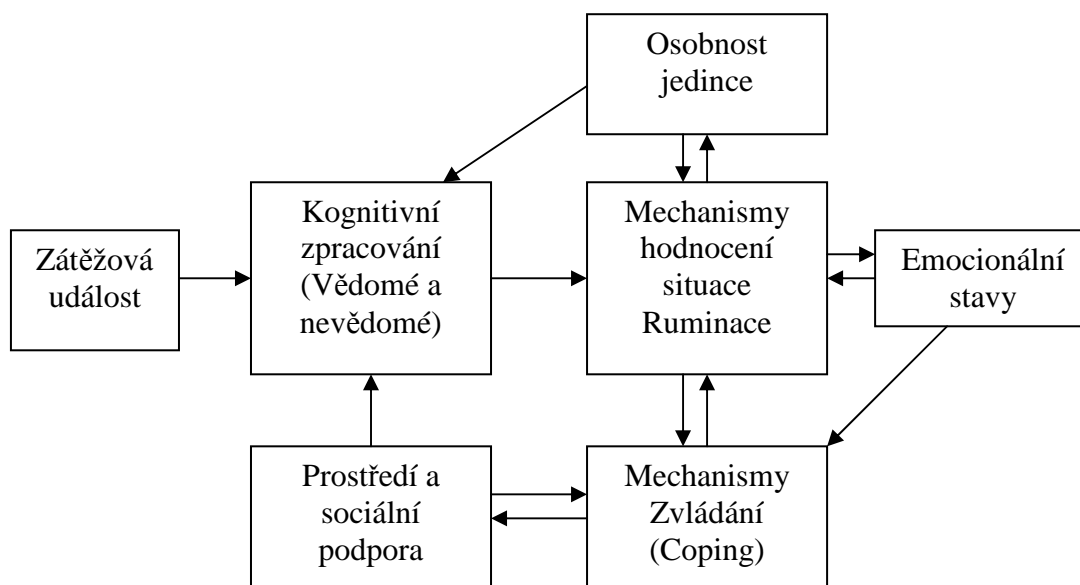 Osobnost
jedince
Kognitivní
zpracování
(Vědomé a
nevědomé)
Mechanismy
hodnocení
situace
Ruminace
Zátěžová
událost
Emocionální
stavy
Prostředí a
sociální
podpora
Mechanismy
Zvládání
(Coping)